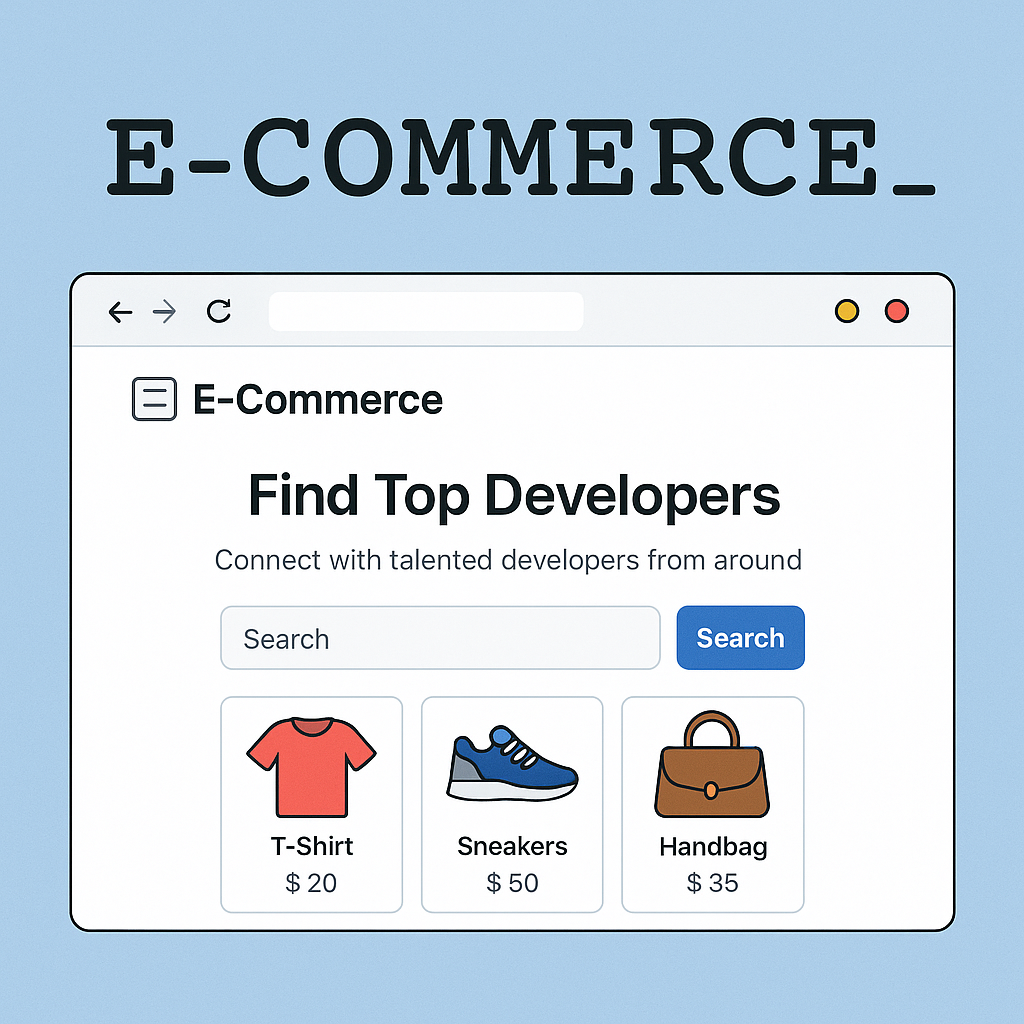 E-COMMERCE_
E-Commerce
Find Top Developers
Connect with talented developers from around
Search
Search
T-Shirt
$ 20
Sneakers
$ 50
Handbag
$ 35